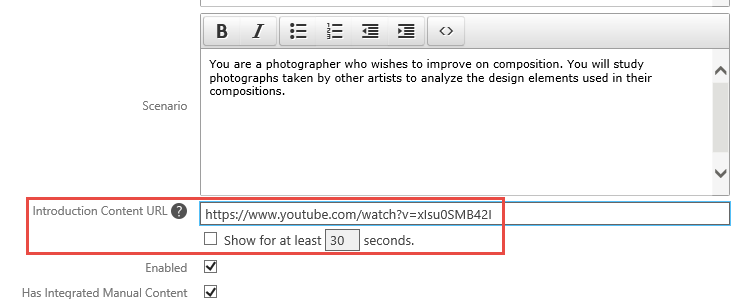 B I
Scenario
You are a photographer who wishes to improve on composition. You will study
photographs taken by other artists to analyze the design elements used in their
compositions.
Introduction Content URL ? https://www.youtube.com/watch?v=xIsu0SMB42I
Show for at least 30 seconds.
Enabled
Has Integrated Manual Content